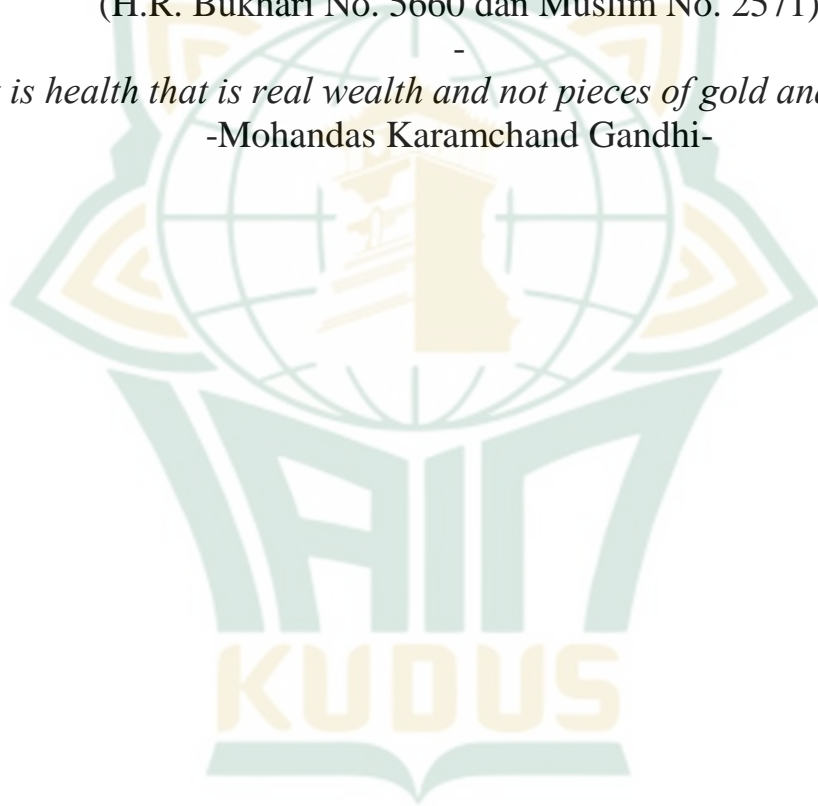 (H.R. Bukhari No. 5660 dan Muslim No. 2571)
-
is health that is real wealth and not pieces of gold and
-Mohandas Karamchand Gandhi-
IAIN
KUDUS